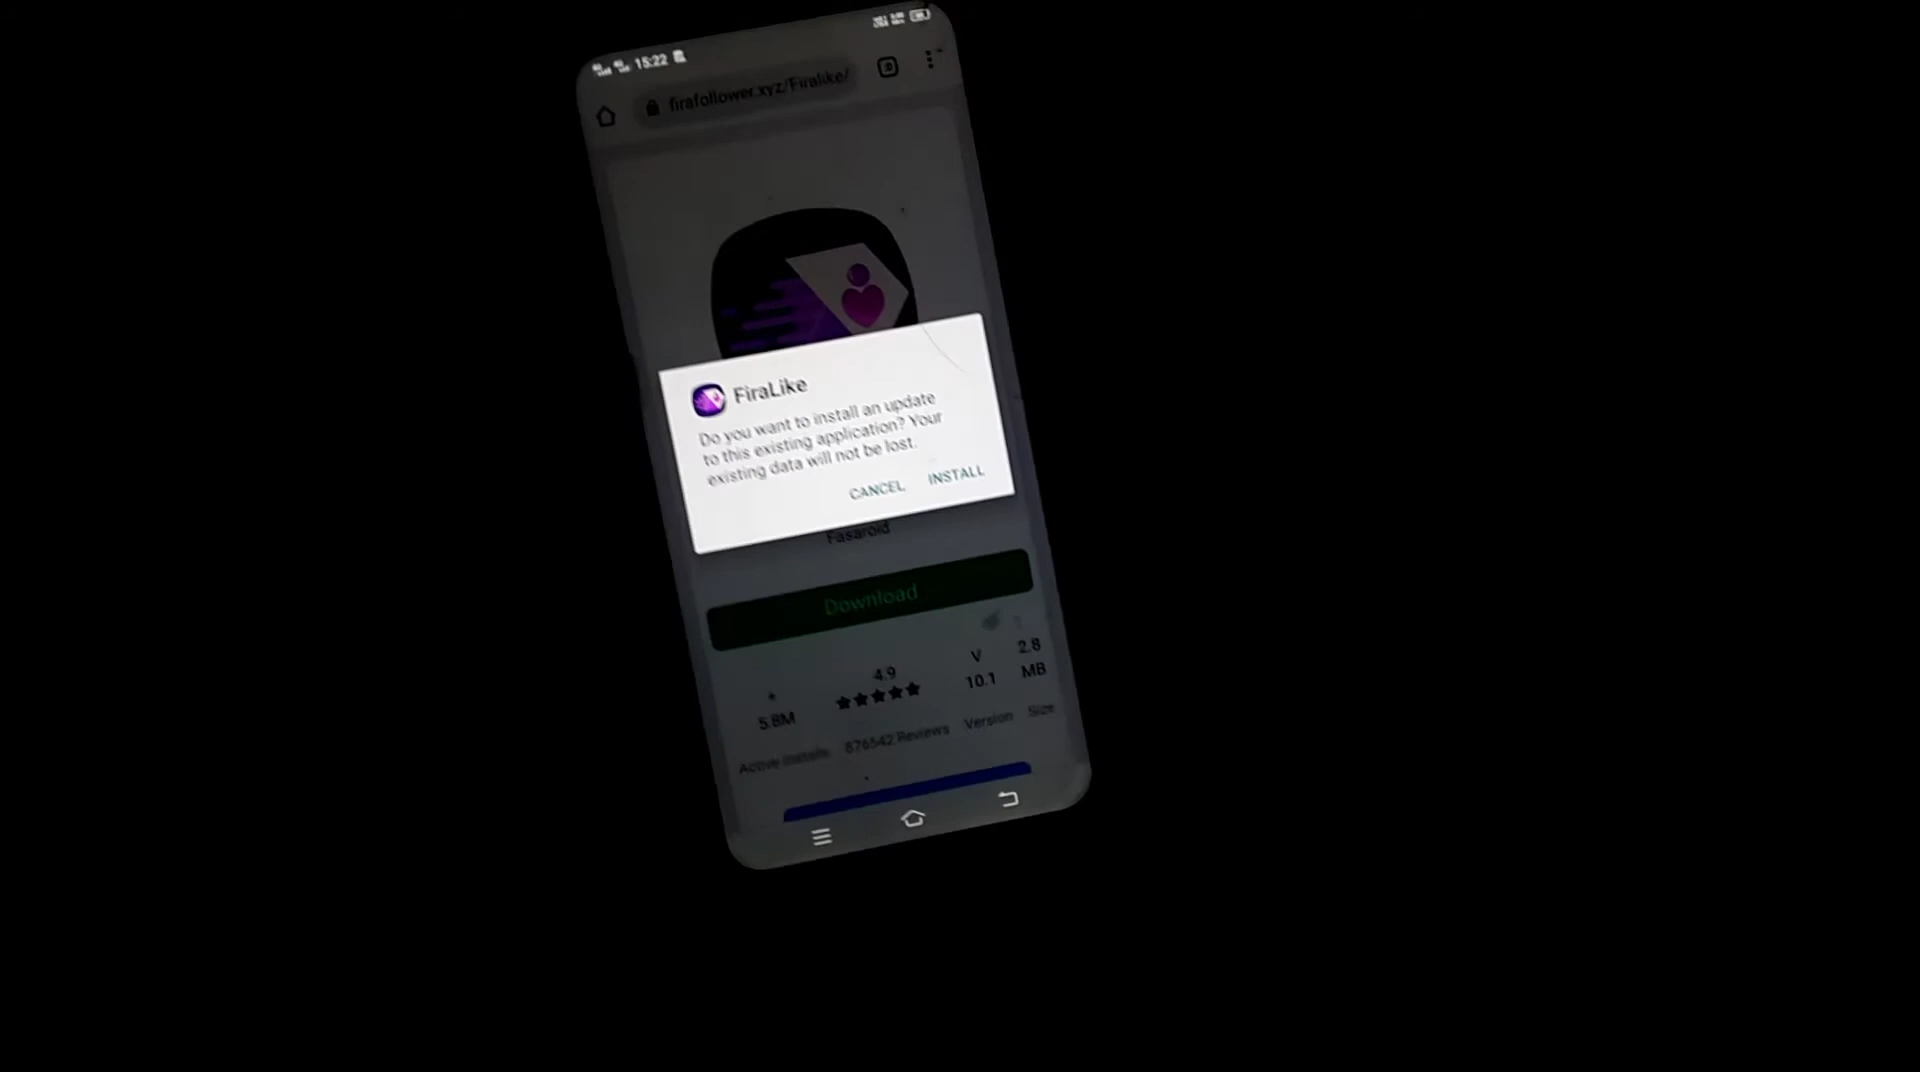 15:22
firafollower.xyz/Firalike/
FiraLike
Do you want to install an update
to this existing application? Your
existing data will not be lost.
CANCEL INSTALL
Fasaroid
Download
5.8M
Active Installs
4.9
876542 Reviews
V
10.1
Version
2.8
MB
Size